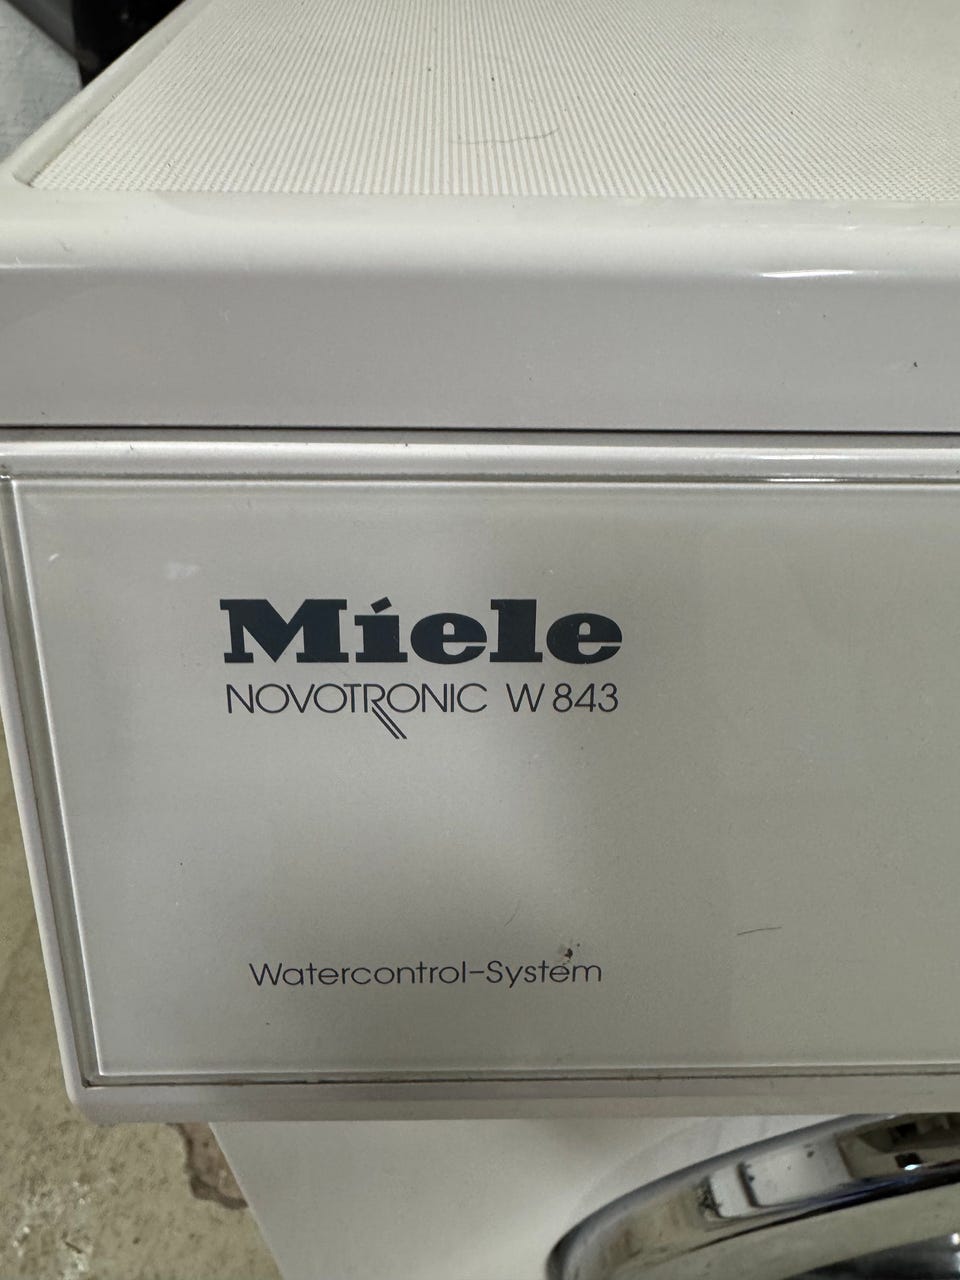 Miele
NOVOTRONIC W 843
Watercontrol-System